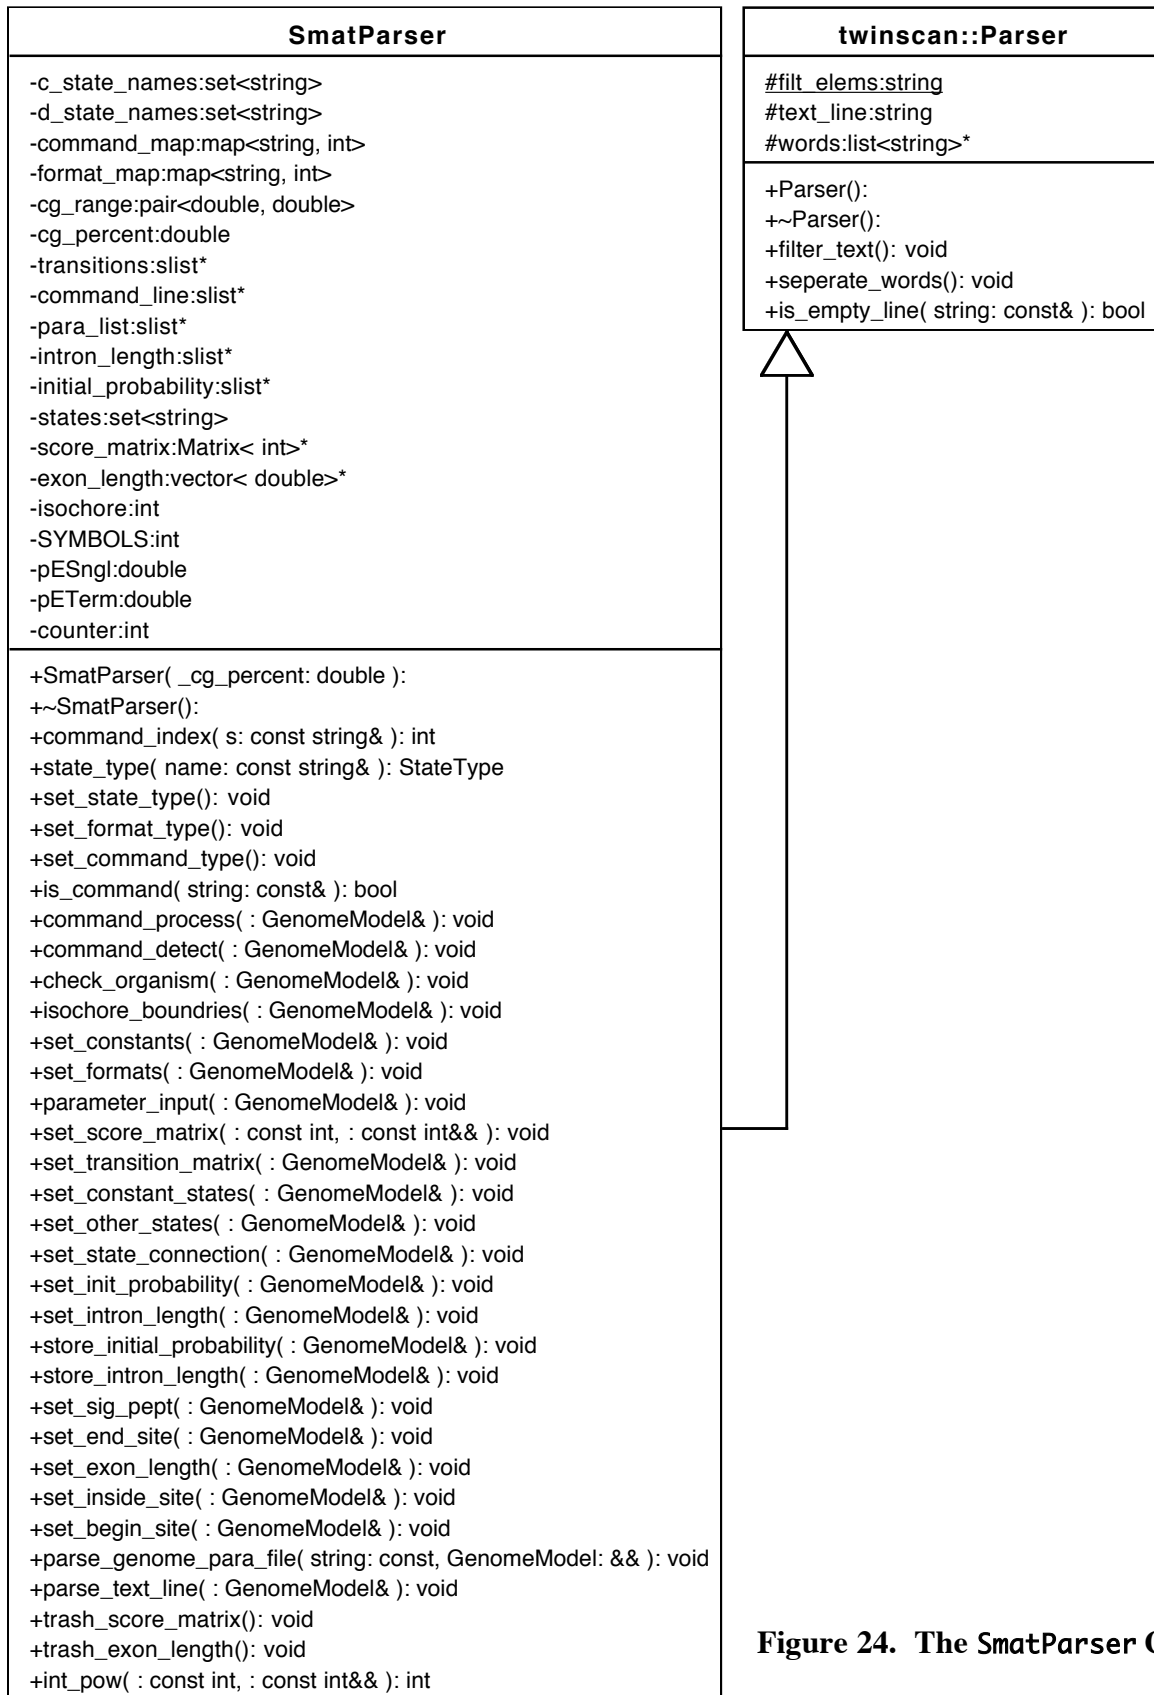 SmatParser
-c_state_names:set<string>
-d_state_names:set<string>
-command_map:map<string, int>
-format_map:map<string, int>
-cg_range:pair<double, double>
-cg_percent:double
-transitions:slist*
-command_line:slist*
-para_list:slist*
-intron_length:slist*
-initial_probability:slist*
-states:set<string>
-score_matrix:Matrix< int>*
-exon_length:vector< double>*
-isochore:int
-SYMBOLS:int
-pESngl:double
-pETerm:double
-counter:int
+SmatParser( _cg_percent: double ):
+~SmatParser():
+command_index( s: const string& ): int
+state_type( name: const string& ): StateType
+set_state_type(): void
+set_format_type(): void
+set_command_type(): void
+is_command( string: const& ): bool
+command_process( : GenomeModel& ): void
+command_detect( : GenomeModel& ): void
+check_organism( : GenomeModel& ): void
+isochore_boundries( : GenomeModel& ): void
+set_constants( : GenomeModel& ): void
+set_formats( : GenomeModel& ): void
+parameter_input( : GenomeModel& ): void
+set_score_matrix( : const int, : const int&& ): void
+set_transition_matrix( : GenomeModel& ): void
+set_constant_states( : GenomeModel& ): void
+set_other_states( : GenomeModel& ): void
+set_state_connection( : GenomeModel& ): void
+set_init_probability( : GenomeModel& ): void
+set_intron_length( : GenomeModel& ): void
+store_initial_probability( : GenomeModel& ): void
+store_intron_length( : GenomeModel& ): void
+set_sig_pept( : GenomeModel& ): void
+set_end_site( : GenomeModel& ): void
+set_exon_length( : GenomeModel& ): void
+set_inside_site( : GenomeModel& ): void
+set_begin_site( : GenomeModel& ): void
+parse_genome_para_file( string: const, GenomeModel: && ): void
+parse_text_line( : GenomeModel& ): void
+trash_score_matrix(): void
+trash_exon_length(): void
+int_pow( : const int, : const int&& ): int
twinscan::Parser
#filt_elems:string
#text_line:string
#words:list<string>*
+Parser():
+~Parser():
+filter_text(): void
+seperate_words(): void
+is_empty_line( string: const& ): bool
Figure 24. The SmatParser